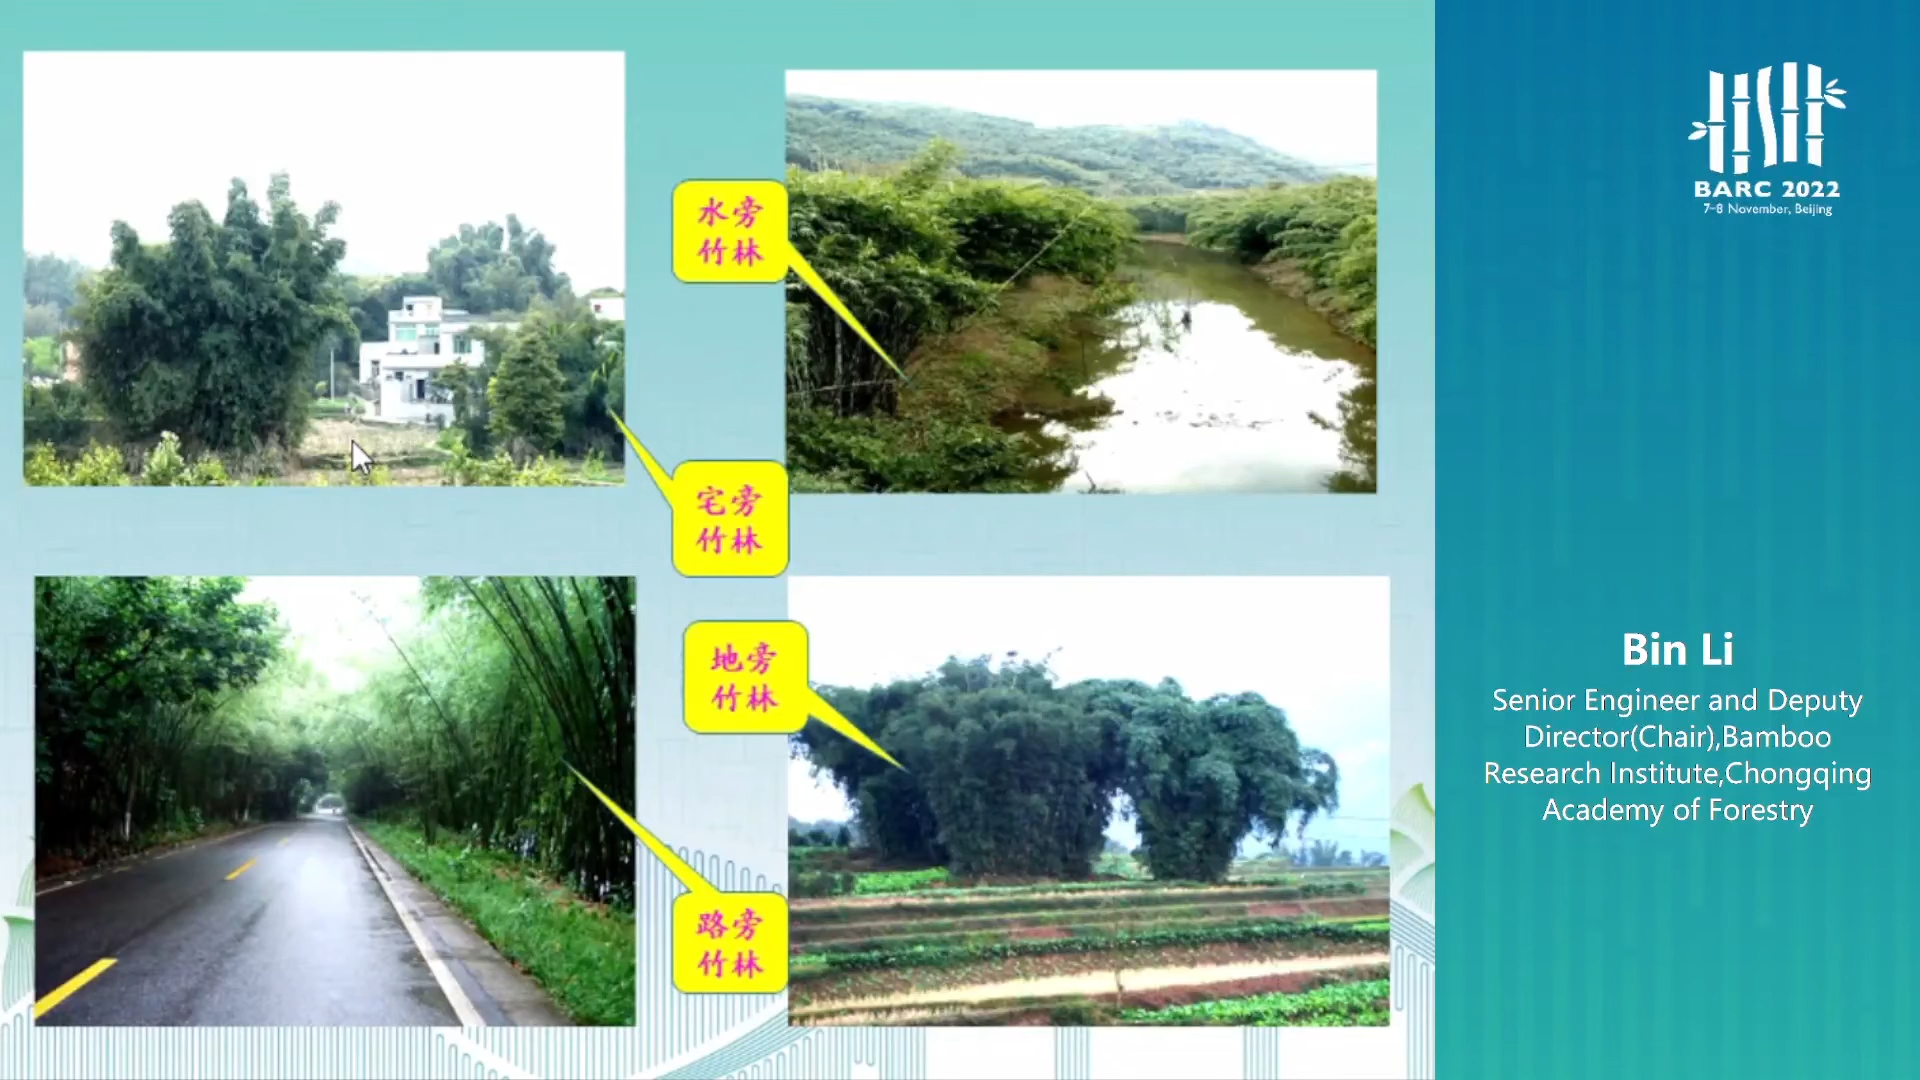 水旁
竹林
宅旁
竹林
地旁
竹林
路旁
竹林
BARC 2022
7-8 November, Beijing
Bin Li
Senior Engineer and Deputy
Director(Chair),Bamboo
Research Institute,Chongqing
Academy of Forestry